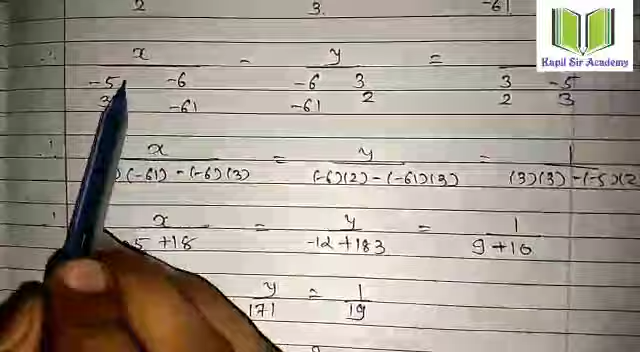 2 3. -61
Kapil Sir Academy
∴ x - y =
-5 -6 -6 3 3 -5
3 -61 -61 2 2 3
∴ x = y = 1
)(-61) - (-6)(3) (-6)(2) - (-61)(3) (3)(3) - (-5)(2
∴ x = y = 1
5 + 18 -12 + 183 9 + 10
y = 1
171 19